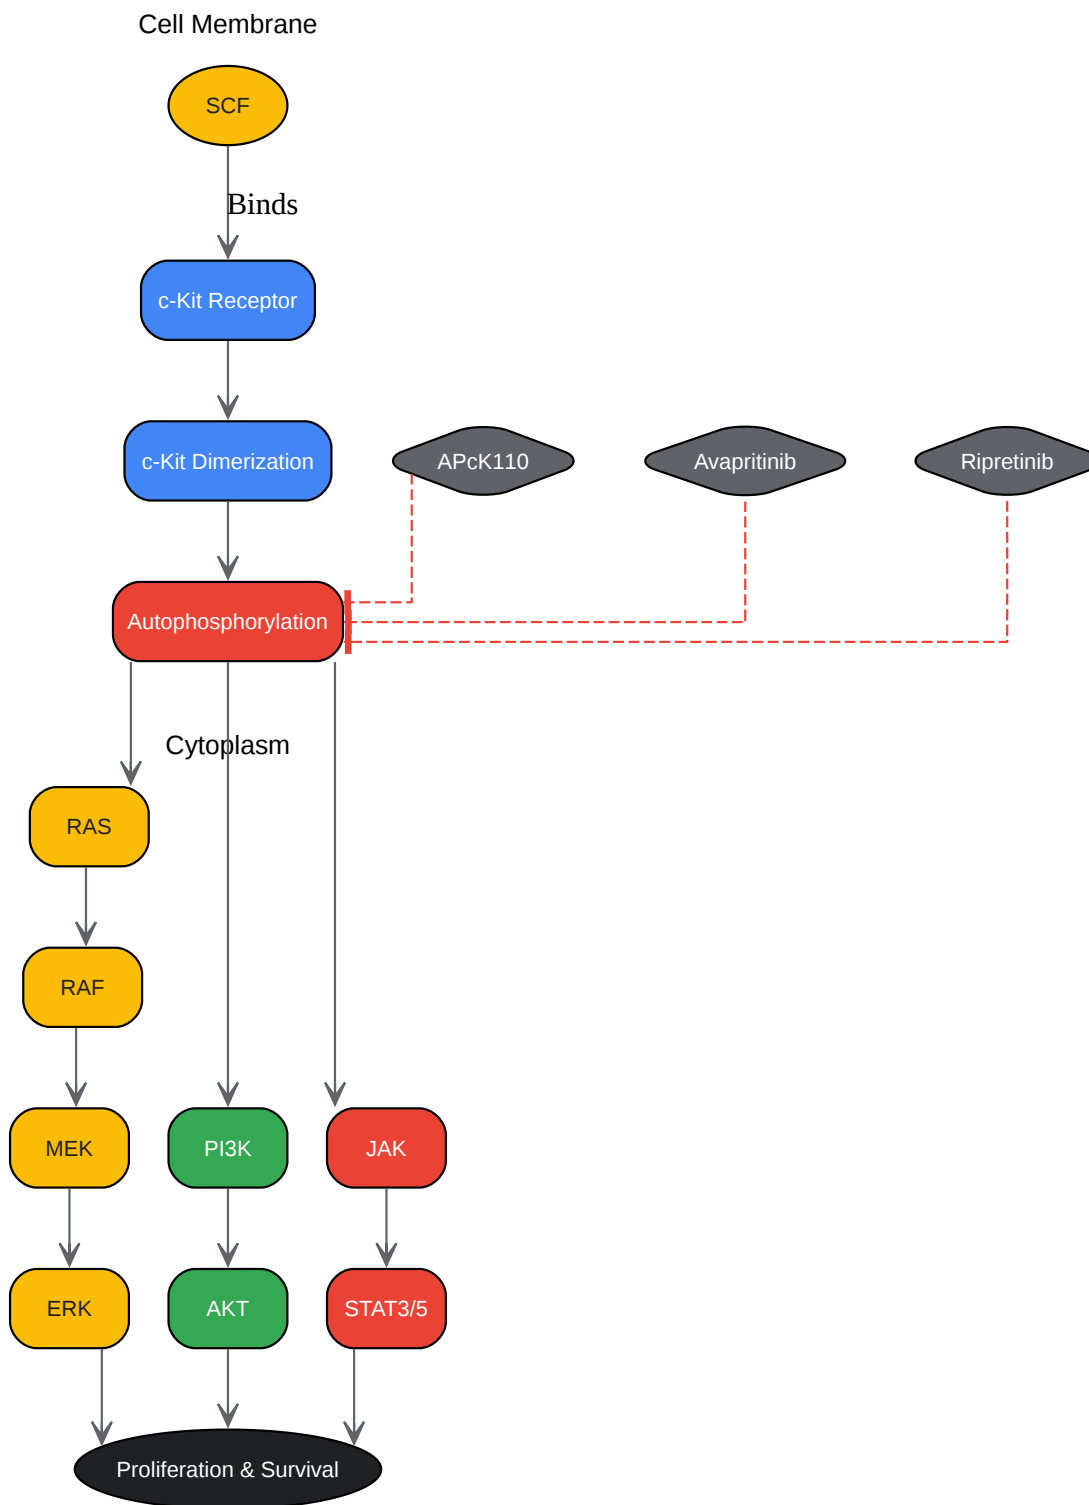 Cell Membrane
SCF
Binds
c-Kit Receptor
c-Kit Dimerization
APcK110
Avapritinib
Ripretinib
Autophosphorylation
Cytoplasm
RAS
RAF
MEK
PI3K
JAK
ERK
AKT
STAT3/5
Proliferation & Survival